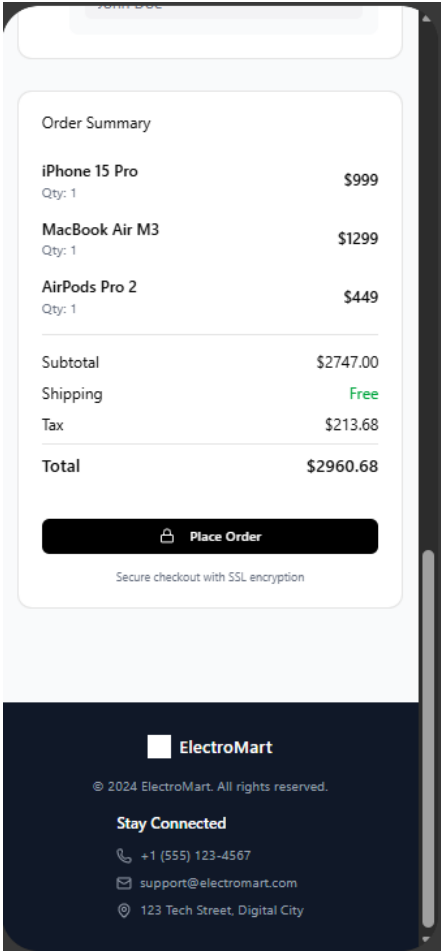 Order Summary
iPhone 15 Pro
$999
Qty: 1
MacBook Air M3
$1299
Qty: 1
AirPods Pro 2
$449
Qty: 1
Subtotal $2747.00
Shipping Free
Tax $213.68
Total $2960.68
Place Order
Secure checkout with SSL encryption
ElectroMart
© 2024 ElectroMart. All rights reserved.
Stay Connected
+1 (555) 123-4567
support@electromart.com
123 Tech Street, Digital City